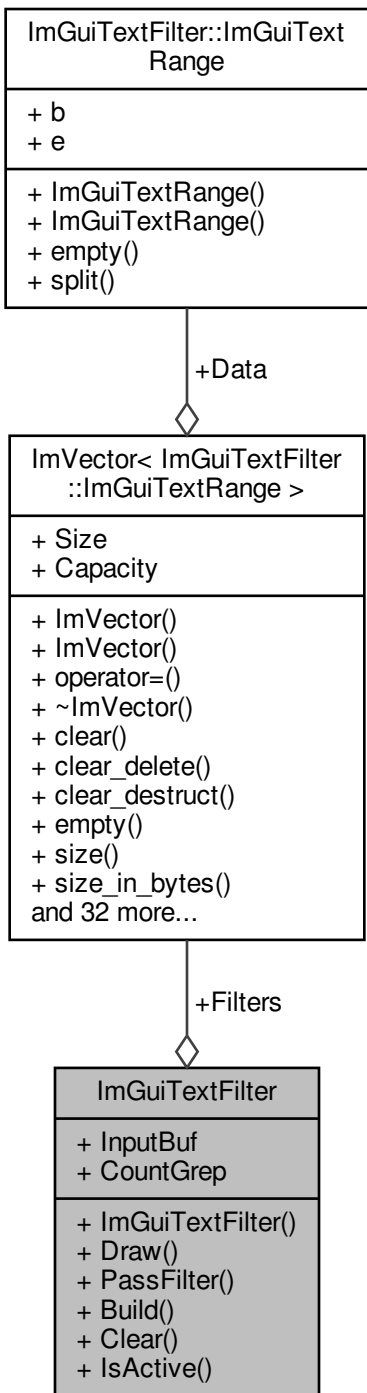 ImGuiTextFilter::ImGuiText
Range
+ b
+ e
+ ImGuiTextRange()
+ ImGuiTextRange()
+ empty()
+ split()
+Data
ImVector< ImGuiTextFilter
::ImGuiTextRange >
+ Size
+ Capacity
+ ImVector()
+ ImVector()
+ operator=()
+ ~ImVector()
+ clear()
+ clear_delete()
+ clear_destruct()
+ empty()
+ size()
+ size_in_bytes()
and 32 more...
+Filters
ImGuiTextFilter
+ InputBuf
+ CountGrep
+ ImGuiTextFilter()
+ Draw()
+ PassFilter()
+ Build()
+ Clear()
+ IsActive()